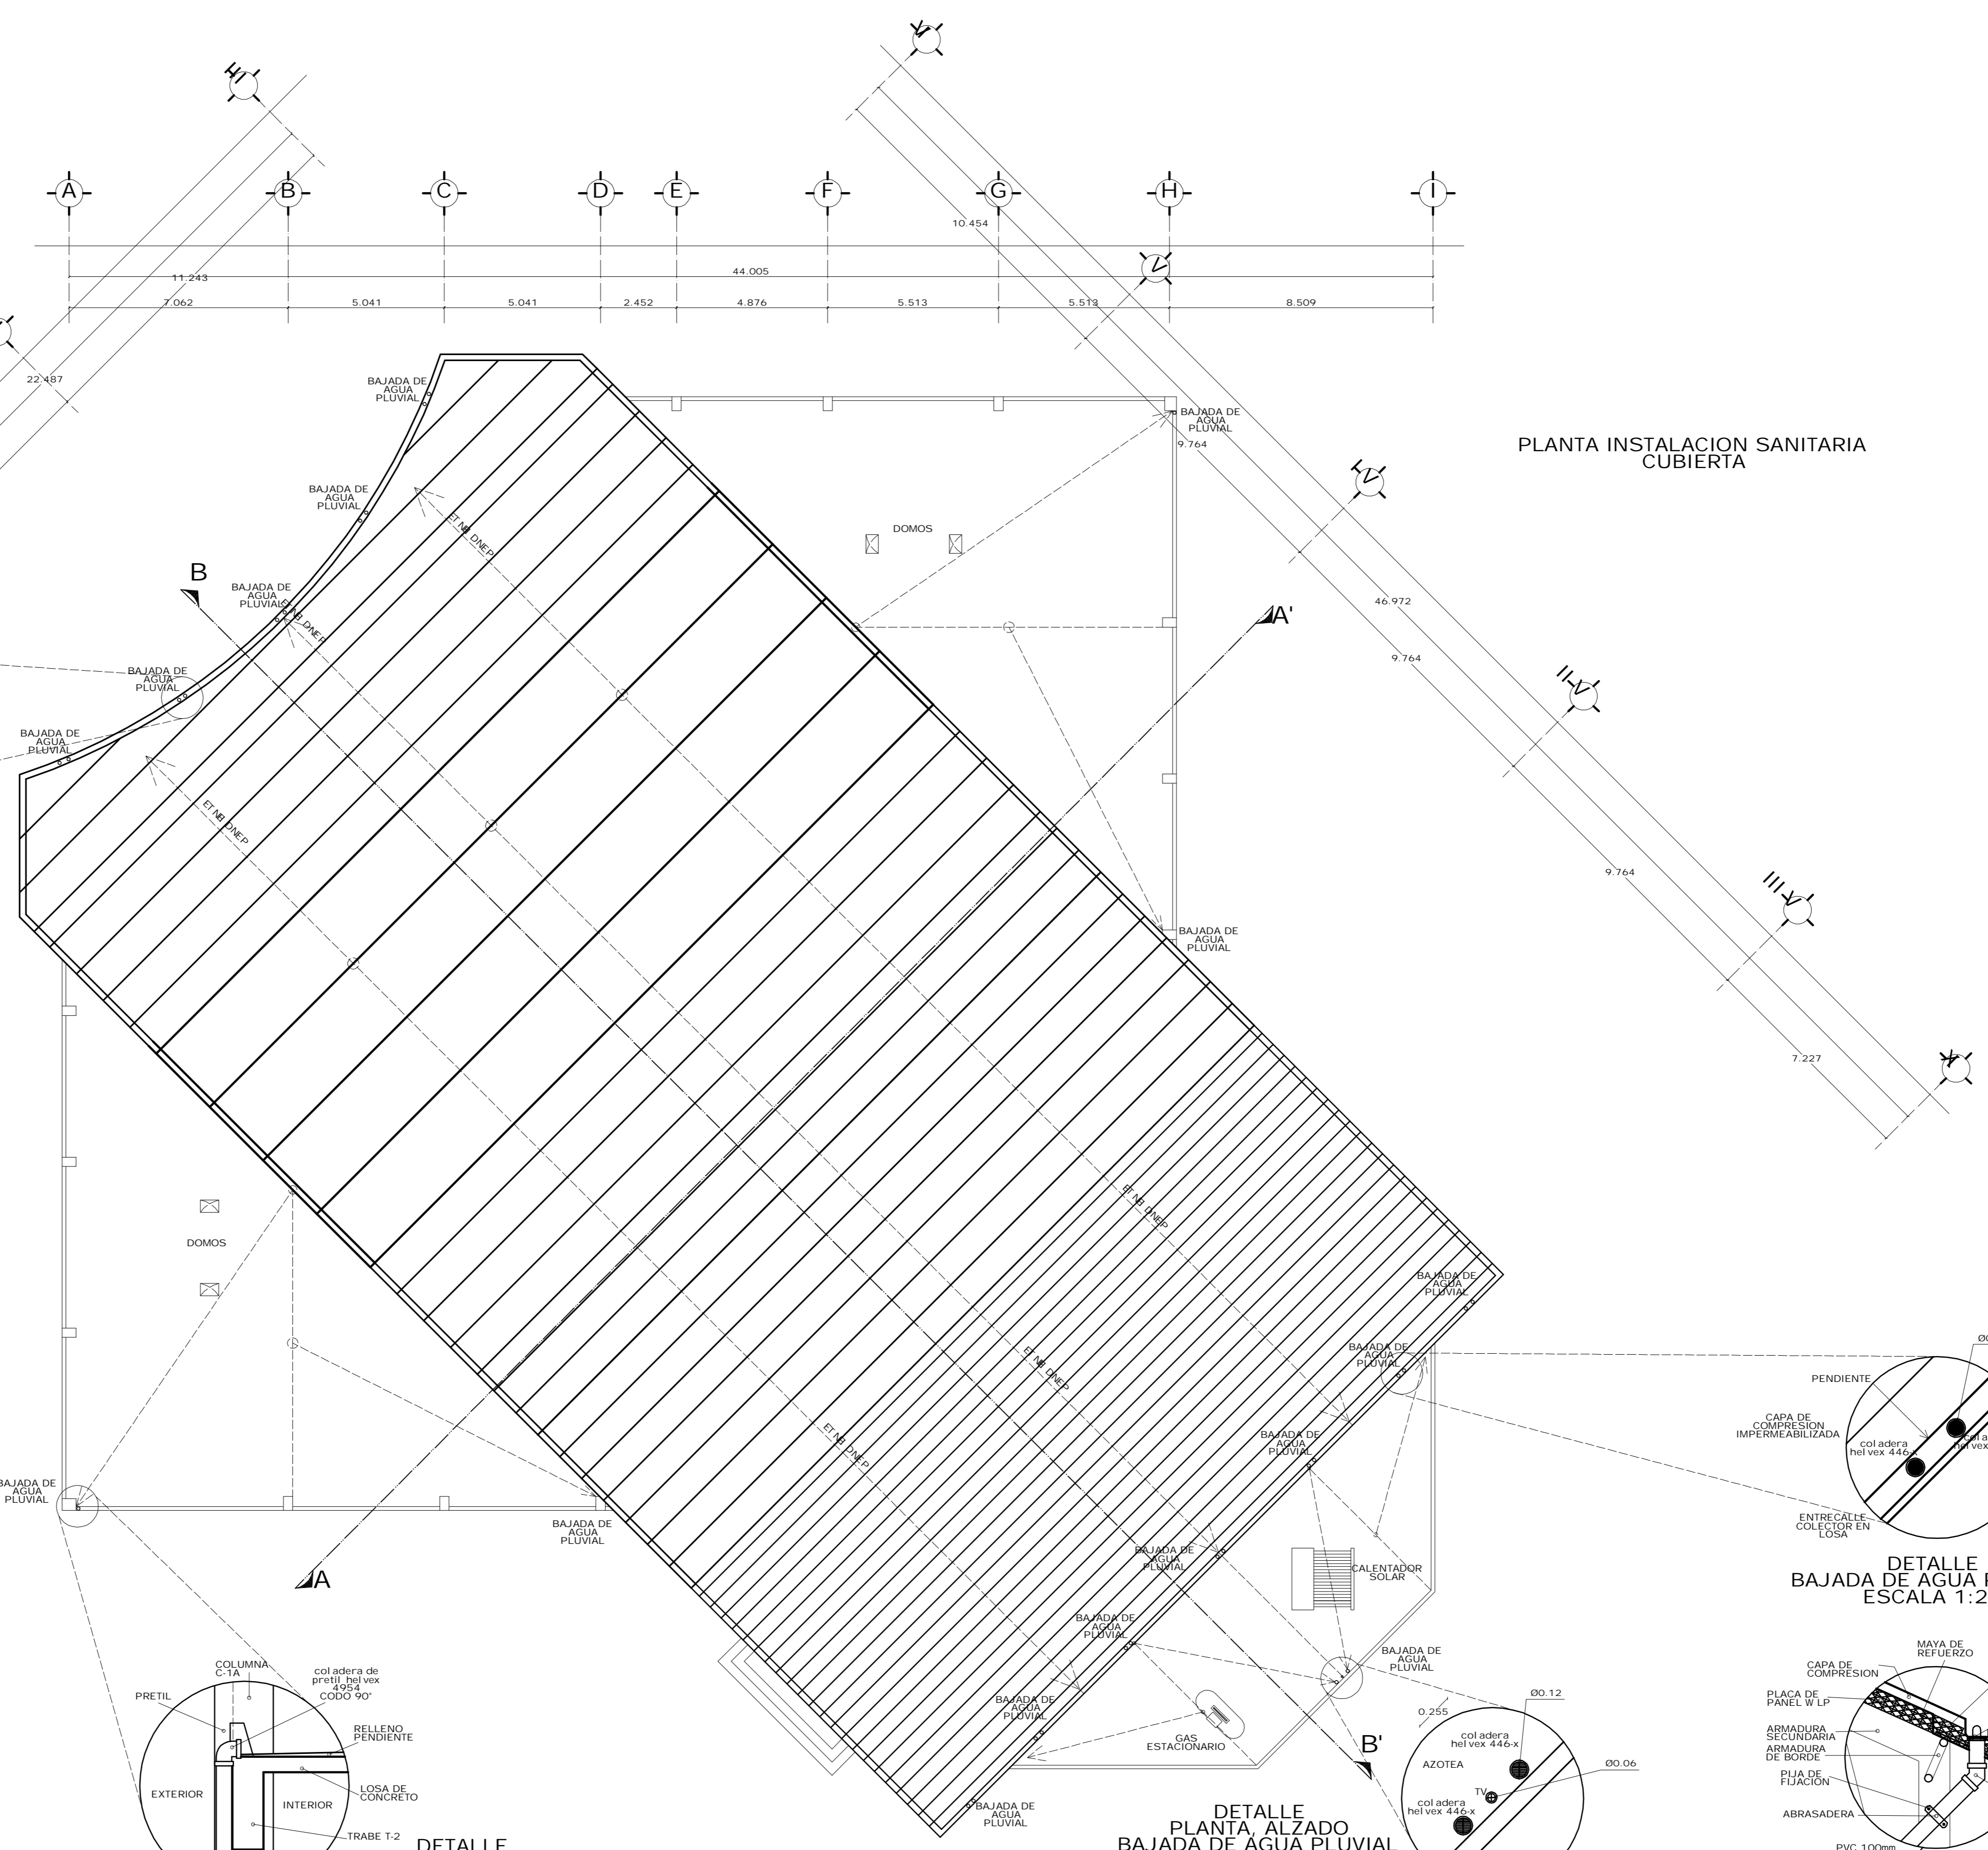 A
B
C
D
E
F
G
H
I
10.454
44.005
11.243
7.062
5.041
5.041
2.452
4.876
5.513
5.513
8.509
22.487
BAJADA DE
AGUA
PLUVIAL
BAJADA DE
AGUA
PLUVIAL
9.764
PLANTA INSTALACION SANITARIA
CUBIERTA
BAJADA DE
AGUA
PLUVIAL
DOMOS
B
BAJADA DE
AGUA
PLUVIAL
46.972
A'
9.764
BAJADA DE
AGUA
PLUVIAL
BAJADA DE
AGUA
PLUVIAL
9.764
BAJADA DE
AGUA
PLUVIAL
7.227
DOMOS
BAJADA DE
AGUA
PLUVIAL
BAJADA DE
AGUA
PLUVIAL
PENDIENTE
CAPA DE
COMPRESION
IMPERMEABILIZADA
coladera
helvex 446-x
ENTRECALLE
COLECTOR EN
LOSA
BAJADA DE
AGUA
PLUVIAL
BAJADA DE
AGUA
PLUVIAL
BAJADA DE
AGUA
PLUVIAL
BAJADA DE
AGUA
PLUVIAL
CALENTADOR
SOLAR
DETALLE
BAJADA DE AGUA
ESCALA 1:2
A
BAJADA DE
AGUA
PLUVIAL
BAJADA DE
AGUA
PLUVIAL
MAYA DE
REFUERZO
CAPA DE
COMPRESION
PLACA DE
PANEL W LP
ARMADURA
SECUNDARIA
ARMADURA
DE BORDE
PIJA DE
FIJACION
ABRASADERA
PVC 100mm
COLUMNA
C-1A
coladera de
pretil helvex
4954
CODO 90°
PRETIL
RELLENO
PENDIENTE
EXTERIOR
LOSA DE
CONCRETO
INTERIOR
TRABE T-2
DETALLE
BAJADA DE
AGUA
PLUVIAL
GAS
ESTACIONARIO
B'
Ø0.12
0.255
coladera
helvex 446-x
AZOTEA
Ø0.06
TV
coladera
helvex 446-x
BAJADA DE
AGUA
PLUVIAL
DETALLE
PLANTA, ALZADO
BAJADA DE AGUA PLUVIAL